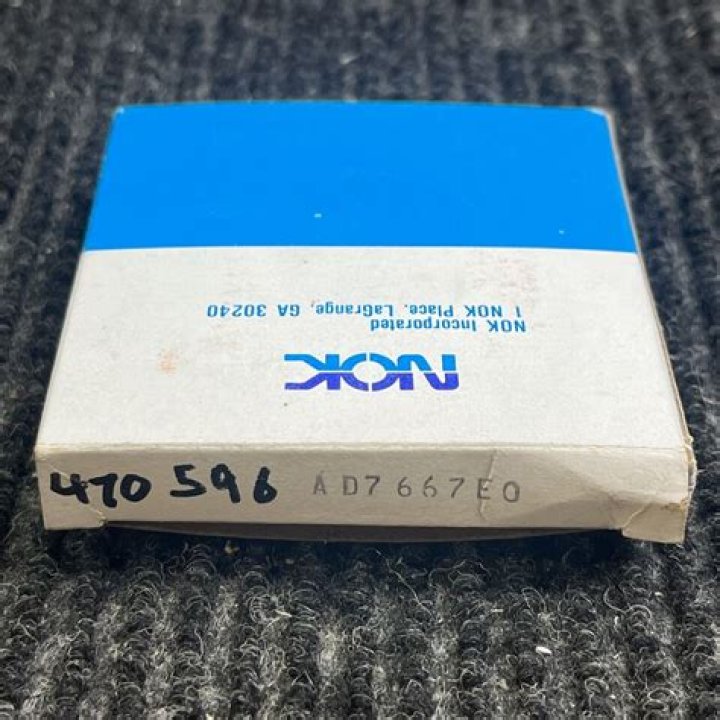 NOK
NOK Incorporated
1 NOK Place, LaGrange, GA 30240
470 596 AD7667E0